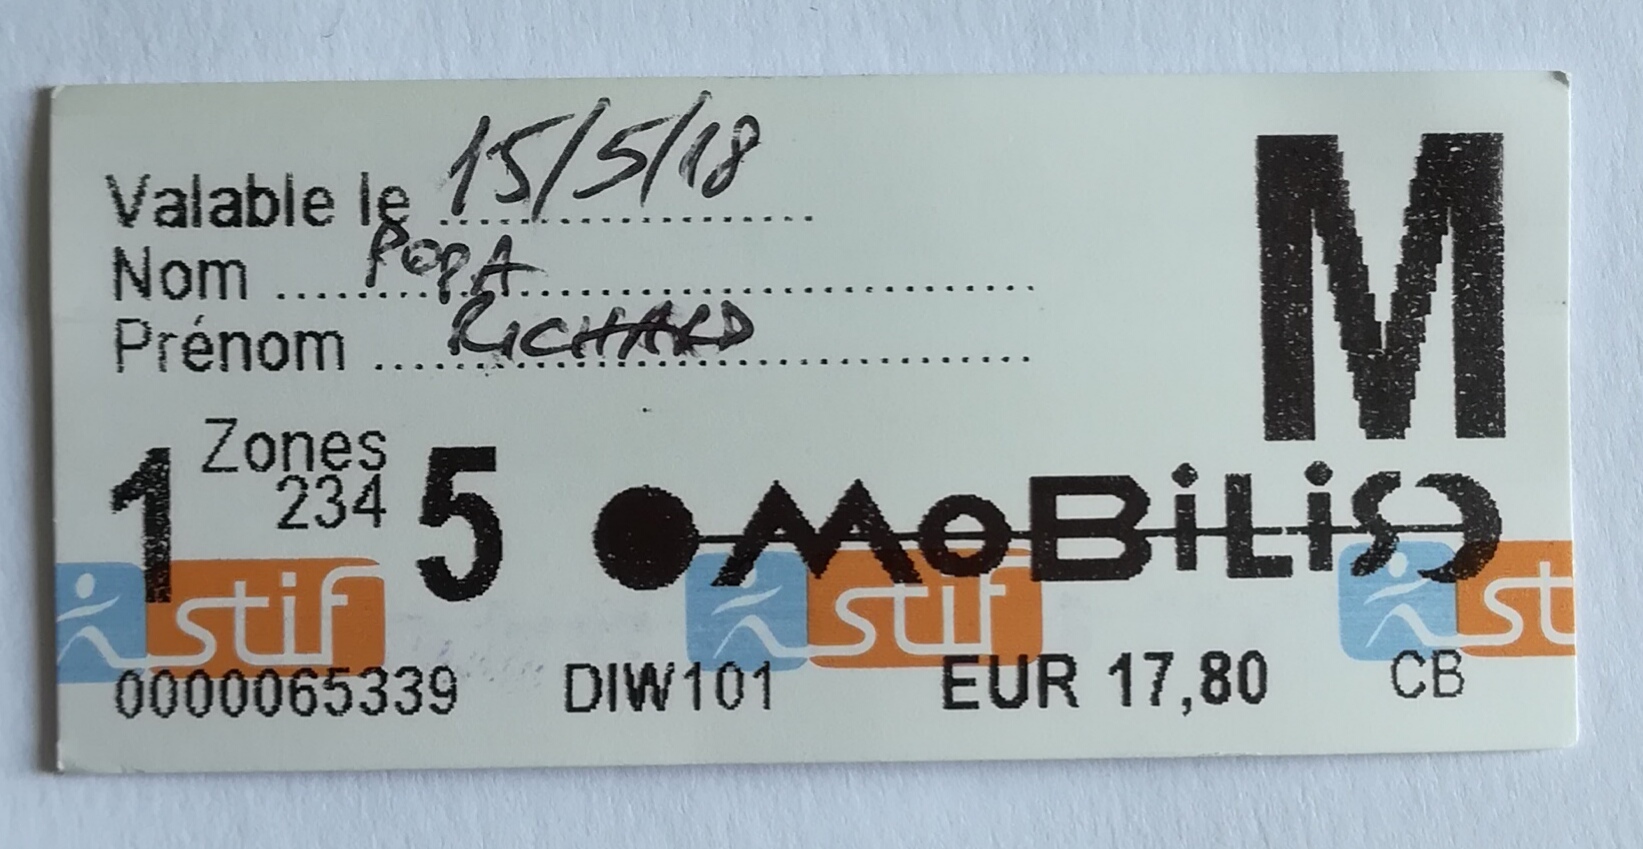 Valable le 15/5/18
Nom POPA
Prénom RICHARD
M
Zones
1 234 5
MOBiLiS
stif stif st
0000065339 DIW101 EUR 17,80 CB